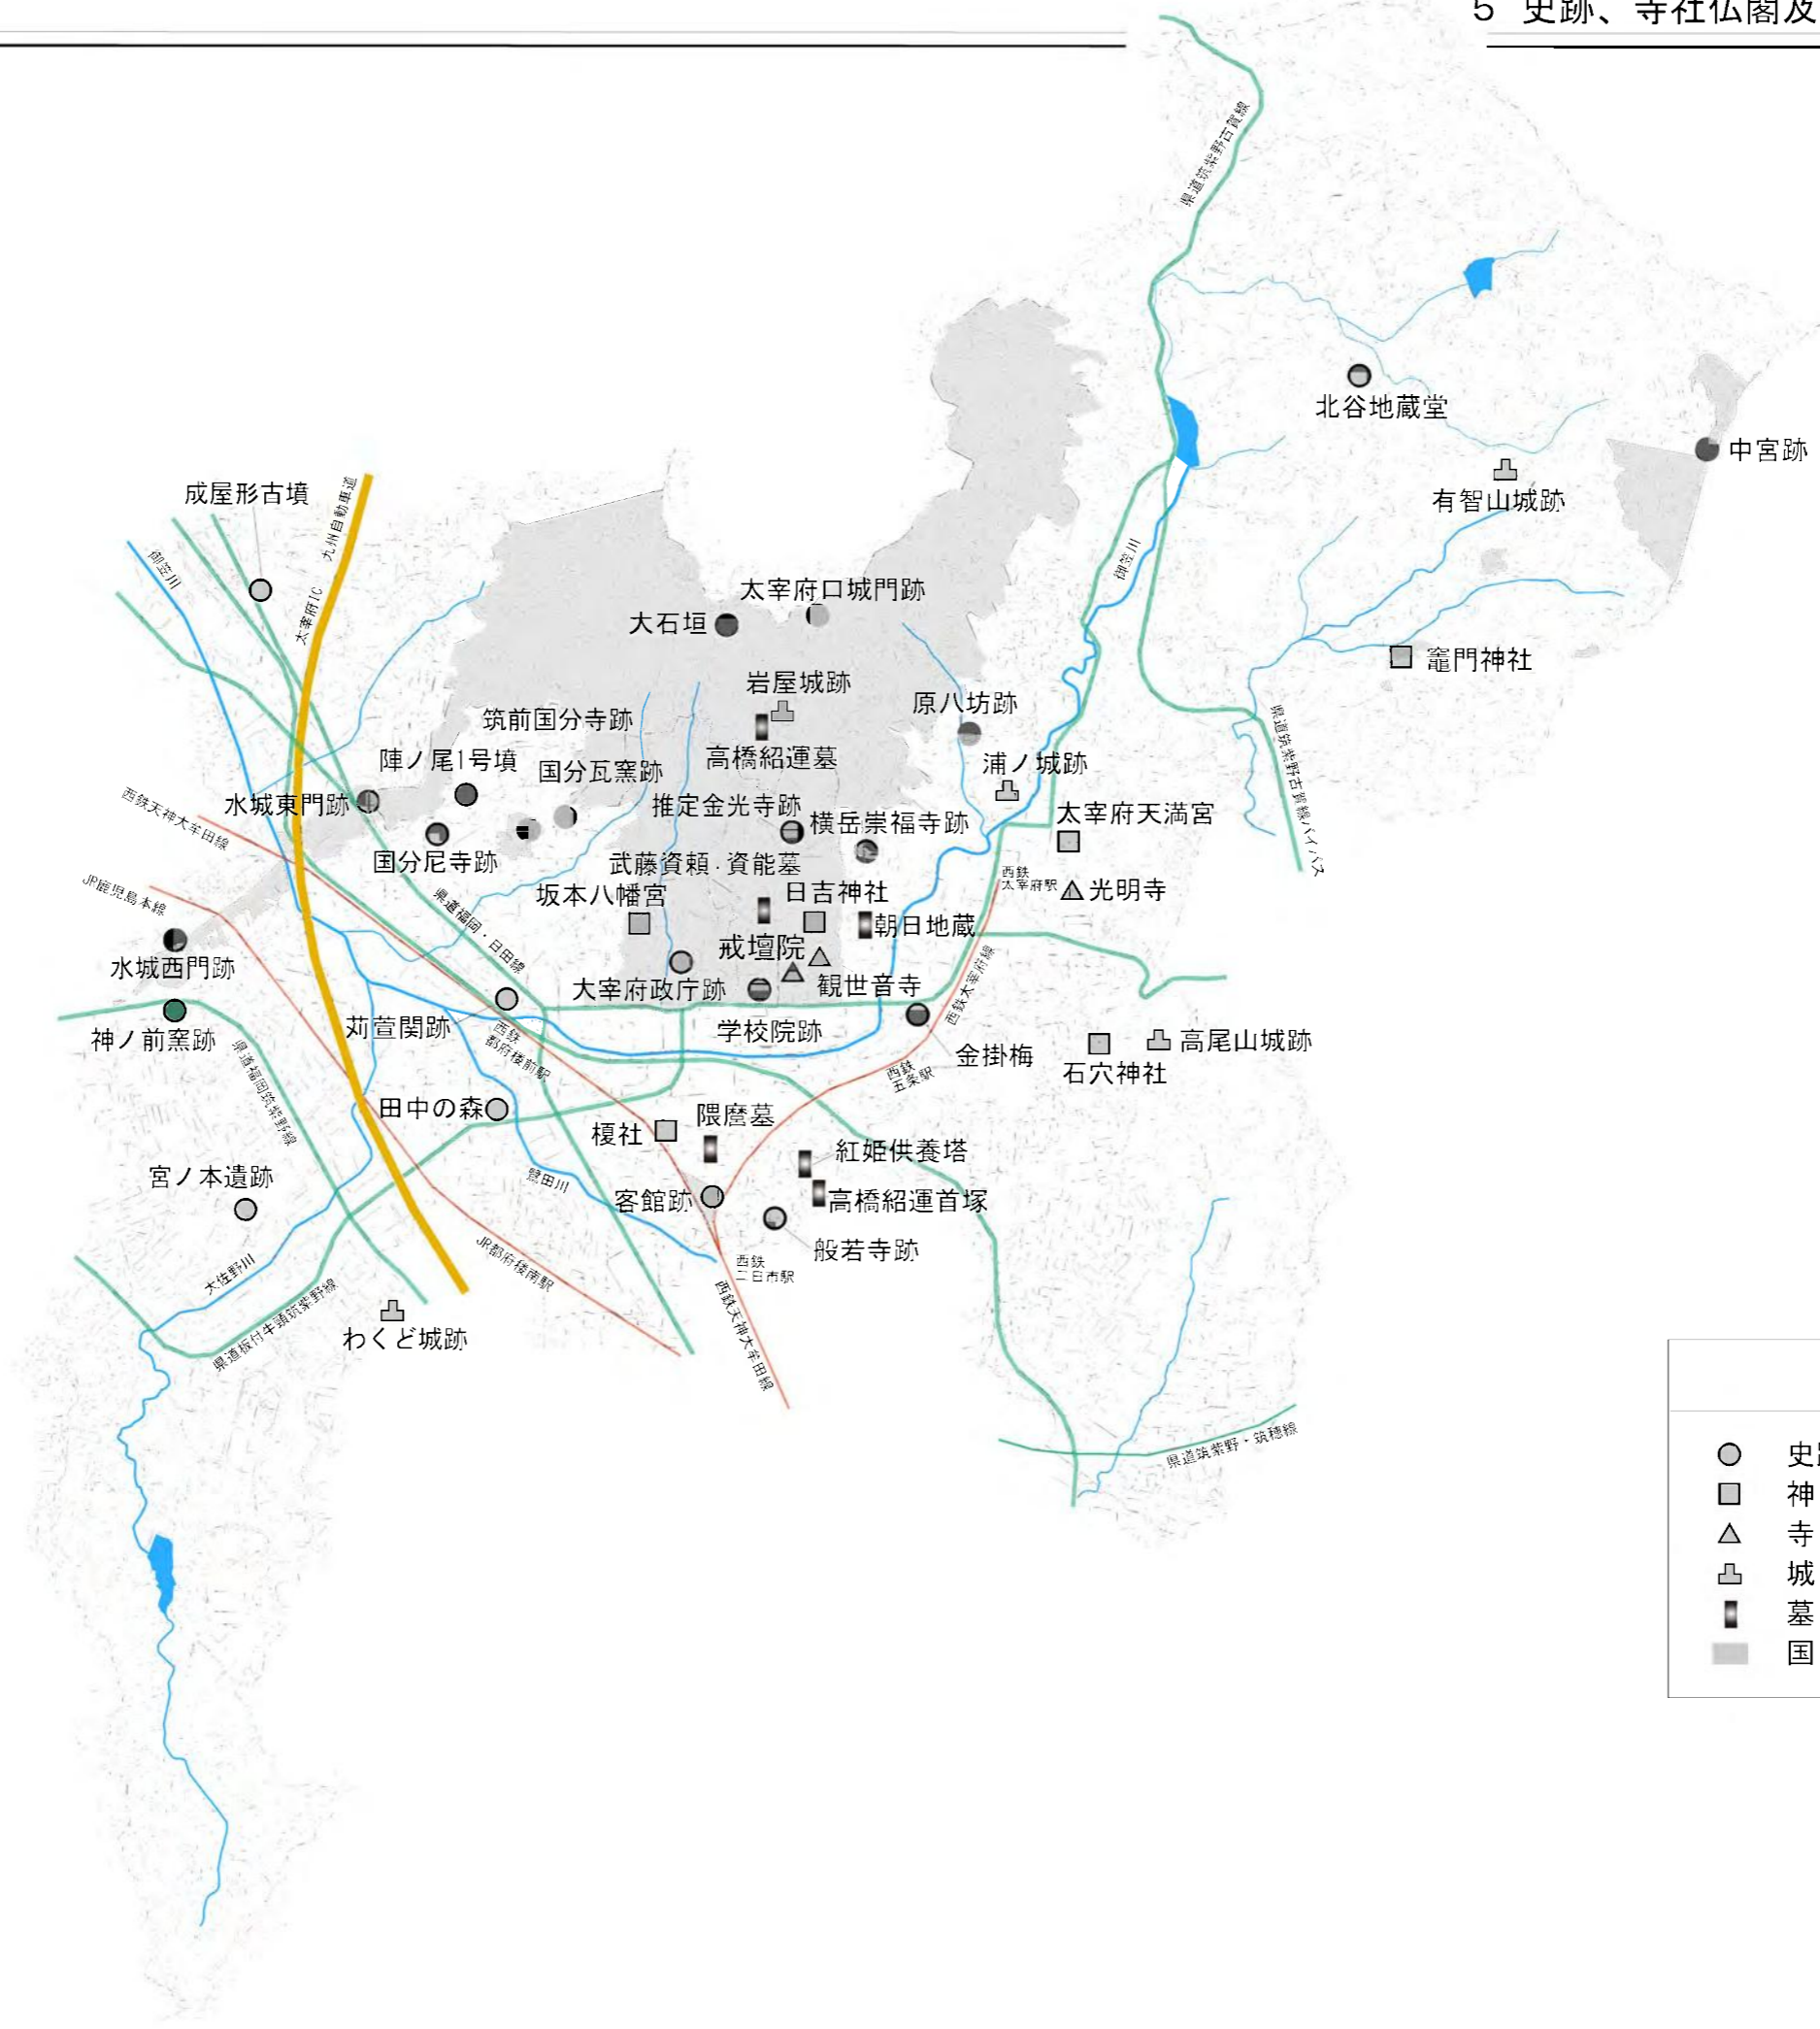 5 史跡、寺社仏閣及
県道筑紫野古賀線
北谷地蔵堂
中宮跡
有智山城跡
成屋形古墳
九州自動車道
御笠川
御笠川
太宰府IC
太宰府口城門跡
大石垣
竈門神社
岩屋城跡
原八坊跡
筑前国分寺跡
県道筑紫野古賀線バイパス
高橋紹運墓
陣ノ尾1号墳
国分瓦窯跡
浦ノ城跡
水城東門跡
西鉄天神大牟田線
推定金光寺跡
横岳崇福寺跡
太宰府天満宮
国分尼寺跡
武藤資頼・資能墓
西鉄
太宰府駅
光明寺
JR鹿児島本線
坂本八幡宮
日吉神社
県道福岡・日田線
朝日地蔵
戒壇院
水城西門跡
大宰府政庁跡
観世音寺
西鉄太宰府線
神ノ前窯跡
苅萱関跡
西鉄
都府楼前駅
学校院跡
金掛梅
高尾山城跡
石穴神社
西鉄
五条駅
県道福岡筑紫野線
田中の森
榎社
隈麿墓
紅姫供養塔
宮ノ本遺跡
鷺田川
客館跡
高橋紹運首塚
般若寺跡
JR都府楼南駅
西鉄
二日市駅
大佐野川
西鉄天神大牟田線
県道板付牛頸筑紫野線
わくど城跡
県道筑紫野・筑穂線
史
神
寺
城
墓
国